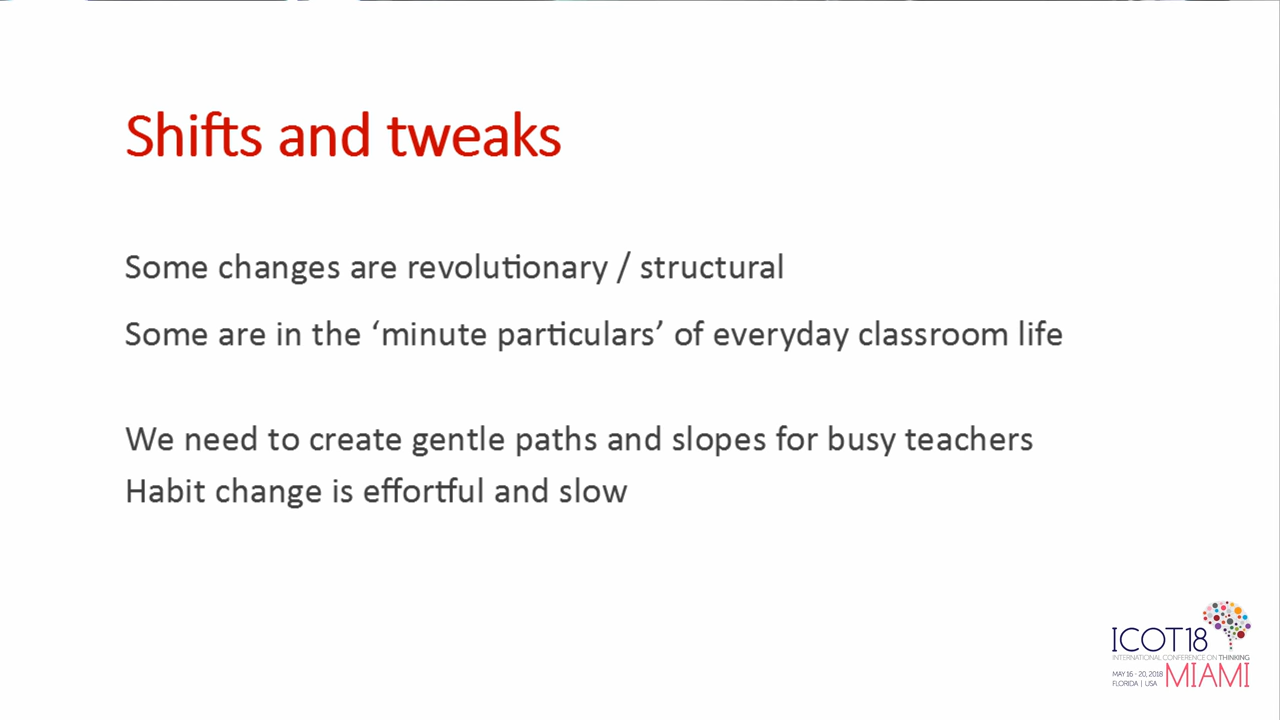 Shifts and tweaks
Some changes are revolutionary / structural
Some are in the ‘minute particulars’ of everyday classroom life
We need to create gentle paths and slopes for busy teachers
Habit change is effortful and slow
ICOT18
INTERNATIONAL CONFERENCE ON THINKING
MAY 16 - 20, 2018
FLORIDA | USA
MIAMI